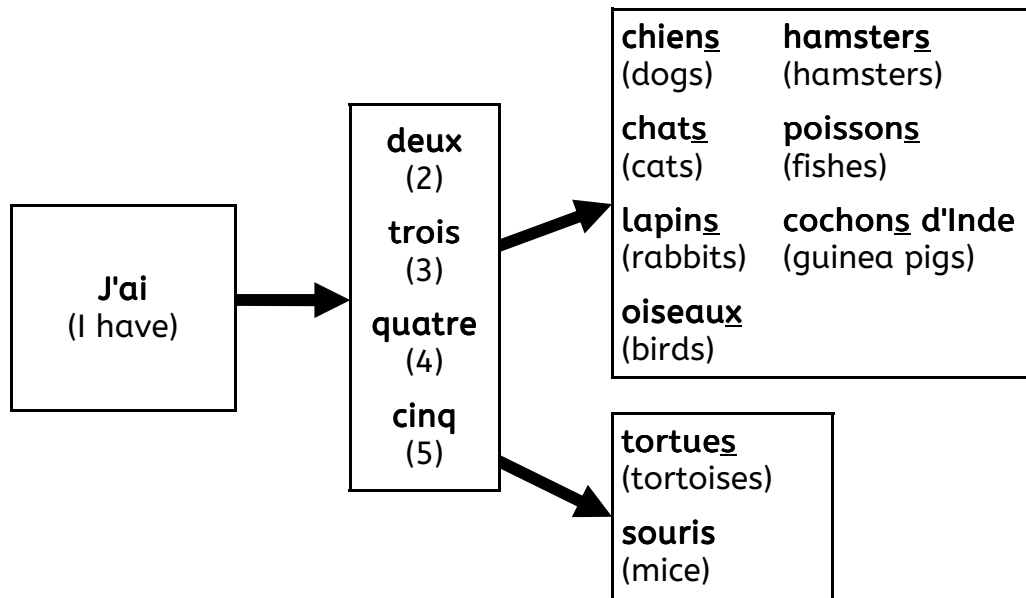 J'ai
(I have)
deux
(2)
trois
(3)
quatre
(4)
cinq
(5)
chiens
(dogs)
chats
(cats)
lapins
(rabbits)
oiseaux
(birds)
hamsters
(hamsters)
poissons
(fishes)
cochons d'Inde
(guinea pigs)
tortues
(tortoises)
souris
(mice)